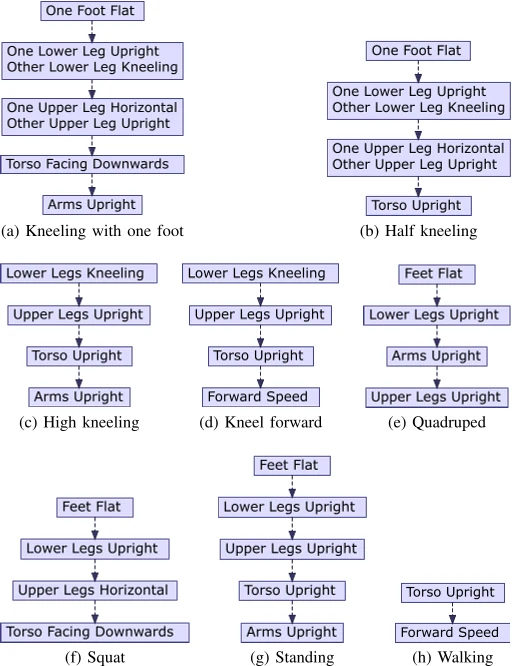 One Foot Flat
One Lower Leg Upright
Other Lower Leg Kneeling
One Upper Leg Horizontal
Other Upper Leg Upright
Torso Facing Downwards
Arms Upright
(a) Kneeling with one foot
One Foot Flat
One Lower Leg Upright
Other Lower Leg Kneeling
One Upper Leg Horizontal
Other Upper Leg Upright
Torso Upright
(b) Half kneeling
Lower Legs Kneeling
Upper Legs Upright
Torso Upright
Arms Upright
(c) High kneeling
Lower Legs Kneeling
Upper Legs Upright
Torso Upright
Forward Speed
(d) Kneel forward
Feet Flat
Lower Legs Upright
Arms Upright
Upper Legs Upright
(e) Quadruped
Feet Flat
Lower Legs Upright
Upper Legs Horizontal
Torso Facing Downwards
(f) Squat
Feet Flat
Lower Legs Upright
Upper Legs Upright
Torso Upright
Arms Upright
(g) Standing
Torso Upright
Forward Speed
(h) Walking